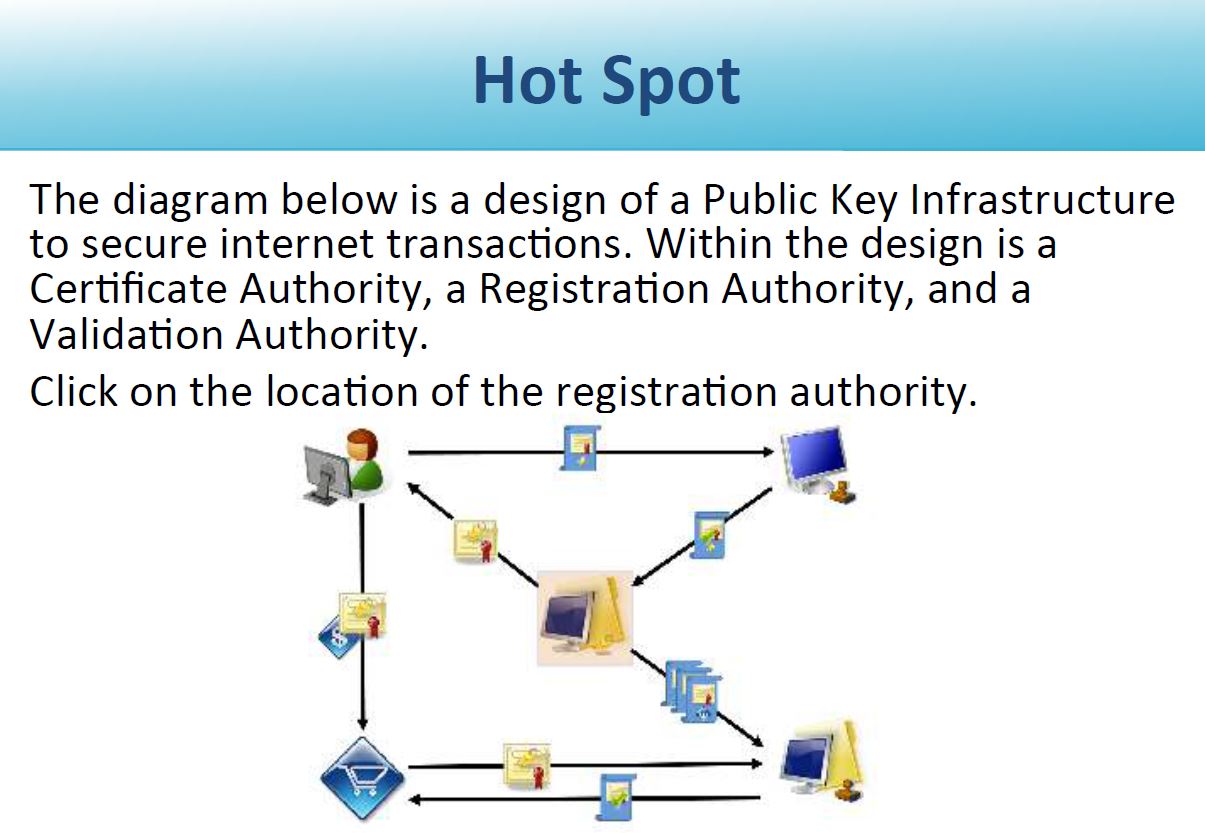 Hot Spot
The diagram below is a design of a Public Key Infrastructure
to secure internet transactions. Within the design is a
Certificate Authority, a Registration Authority, and a
Validation Authority.
Click on the location of the registration authority.
$